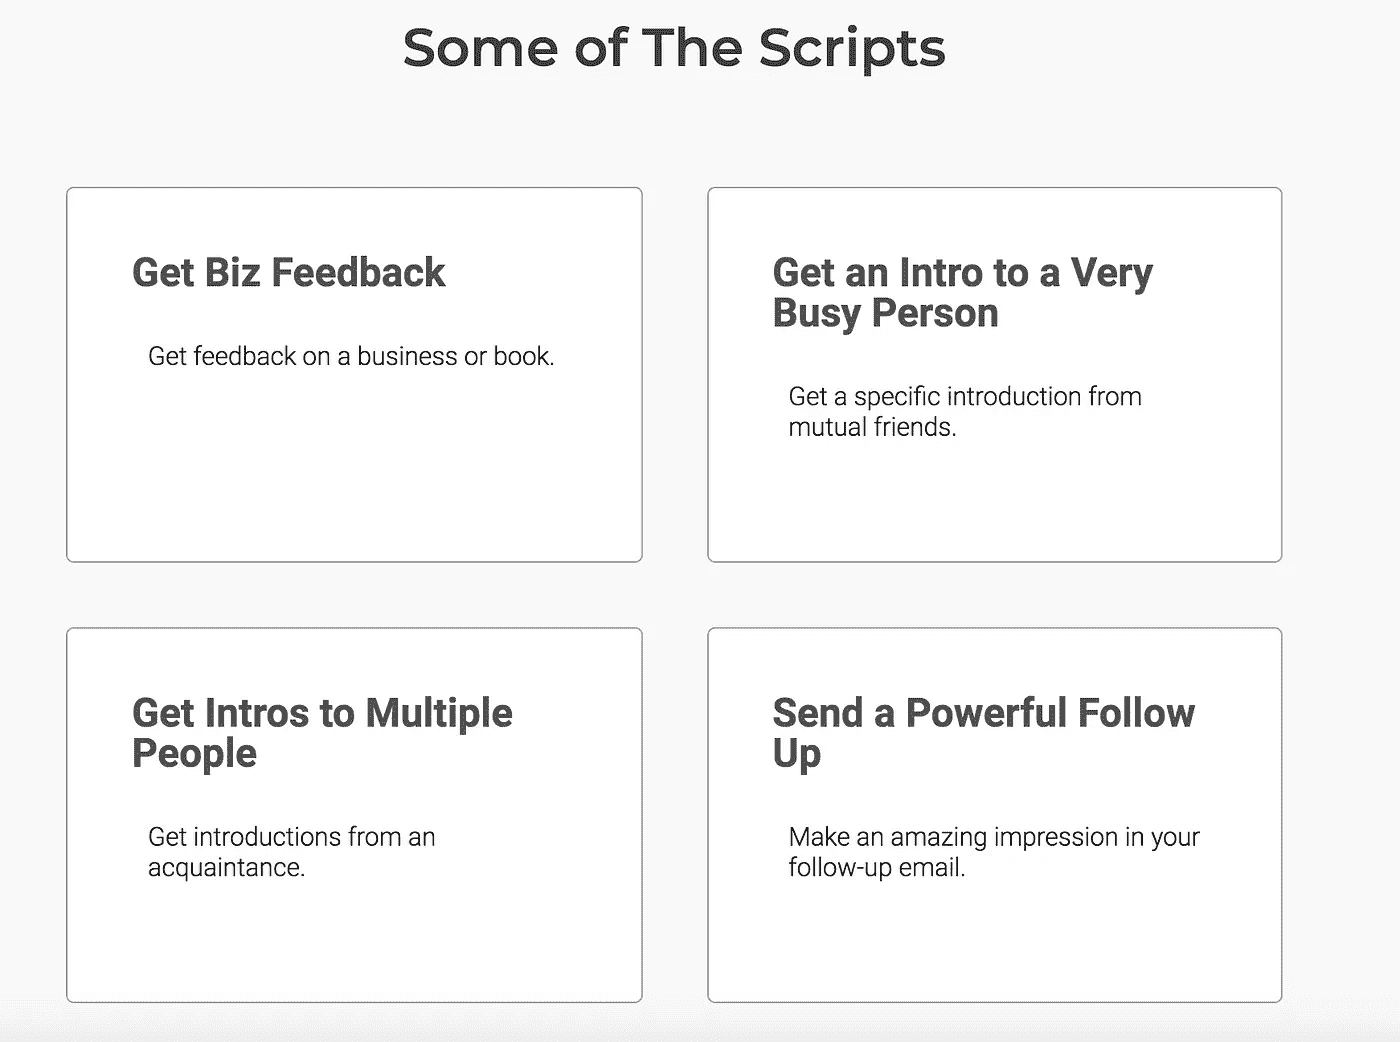 Some of The Scripts
Get Biz Feedback
Get feedback on a business or book.
Get an Intro to a Very
Busy Person
Get a specific introduction from
mutual friends.
Get Intros to Multiple
People
Get introductions from an
acquaintance.
Send a Powerful Follow
Up
Make an amazing impression in your
follow-up email.